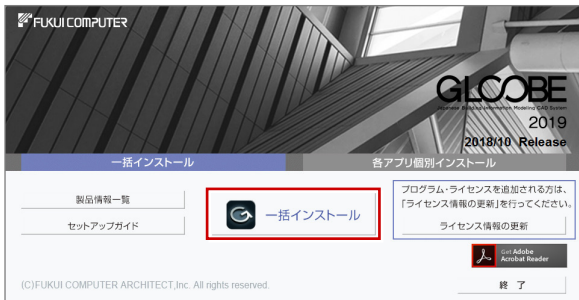 FUKUI COMPUTER
GLOOBE
Japanese Building Information Modeling CAD System
2019
2018/10 Release
一括インストール
各アプリ個別インストール
製品情報一覧
セットアップガイド
一括インストール
プログラム・ライセンスを追加される方は、
「ライセンス情報の更新」を行ってください。
ライセンス情報の更新
Get Adobe
Acrobat Reader
(C)FUKUI COMPUTER ARCHITECT,Inc. All rights reserved.
終 了